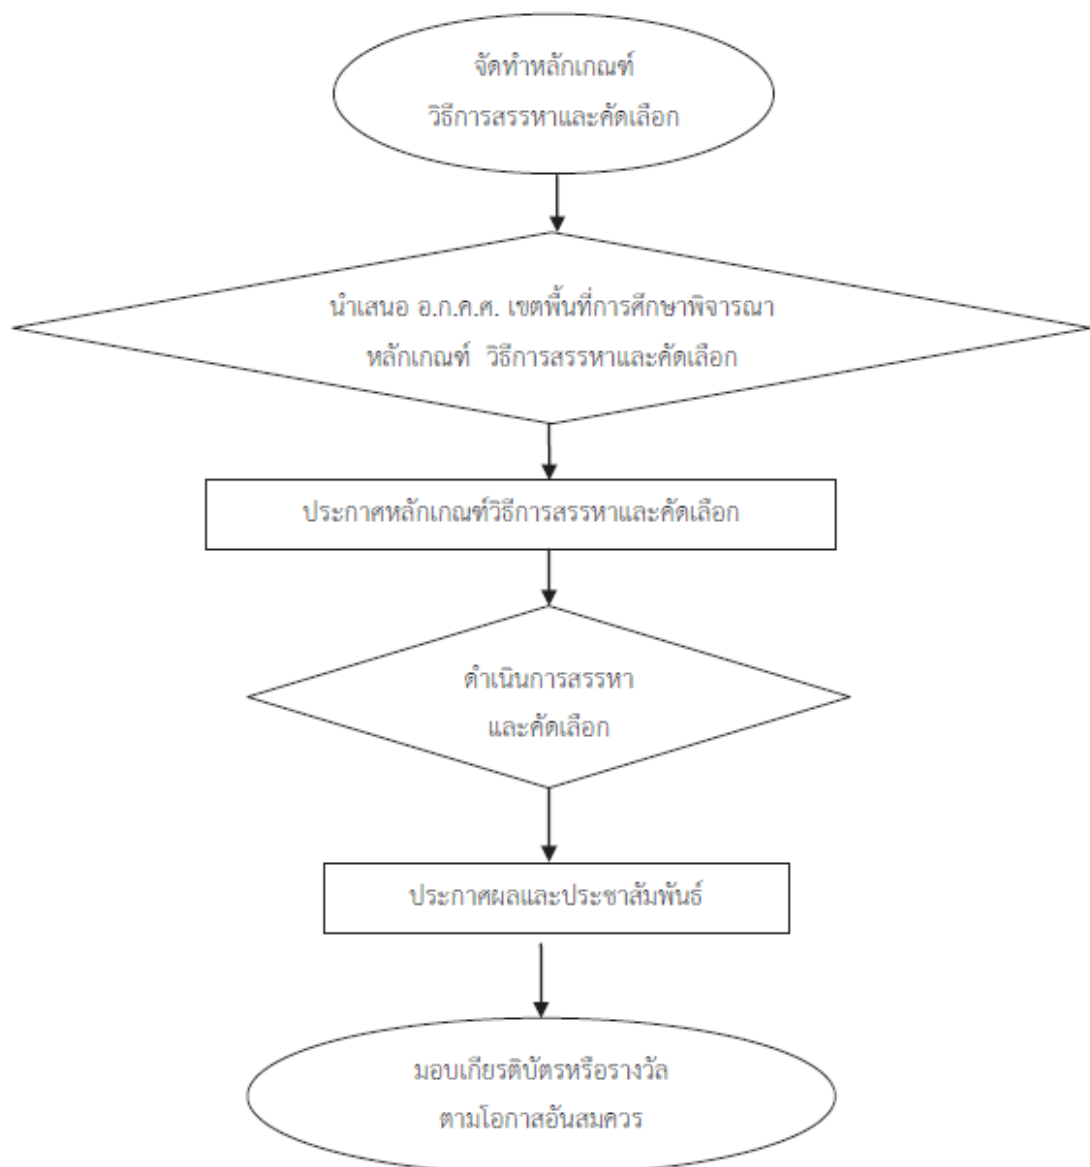 จัดทำหลักเกณฑ์
วิธีการสรรหาและคัดเลือก
นำเสนอ อ.ก.ค.ศ. เขตพื้นที่การศึกษาพิจารณา
หลักเกณฑ์ วิธีการสรรหาและคัดเลือก
ประกาศหลักเกณฑ์วิธีการสรรหาและคัดเลือก
ดำเนินการสรรหา
และคัดเลือก
ประกาศผลและประชาสัมพันธ์
มอบเกียรติบัตรหรือรางวัล
ตามโอกาสอันสมควร